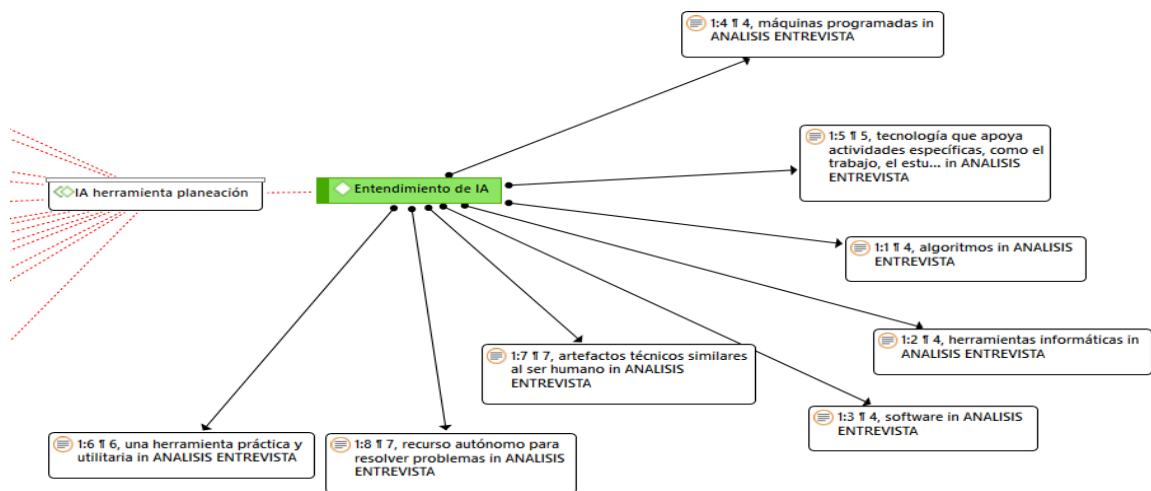 1:4 ¶ 4, máquinas programadas in
ANALISIS ENTREVISTA
1:5 ¶ 5, tecnología que apoya
actividades específicas, como el
trabajo, el estu... in ANALISIS
ENTREVISTA
IA herramienta planeación
Entendimiento de IA
1:1 ¶ 4, algoritmos in ANALISIS
ENTREVISTA
1:2 ¶ 4, herramientas informáticas in
ANALISIS ENTREVISTA
1:7 ¶ 7, artefactos técnicos similares
al ser humano in ANALISIS
ENTREVISTA
1:3 ¶ 4, software in ANALISIS
ENTREVISTA
1:6 ¶ 6, una herramienta práctica y
utilitaria in ANALISIS ENTREVISTA
1:8 ¶ 7, recurso autónomo para
resolver problemas in ANALISIS
ENTREVISTA